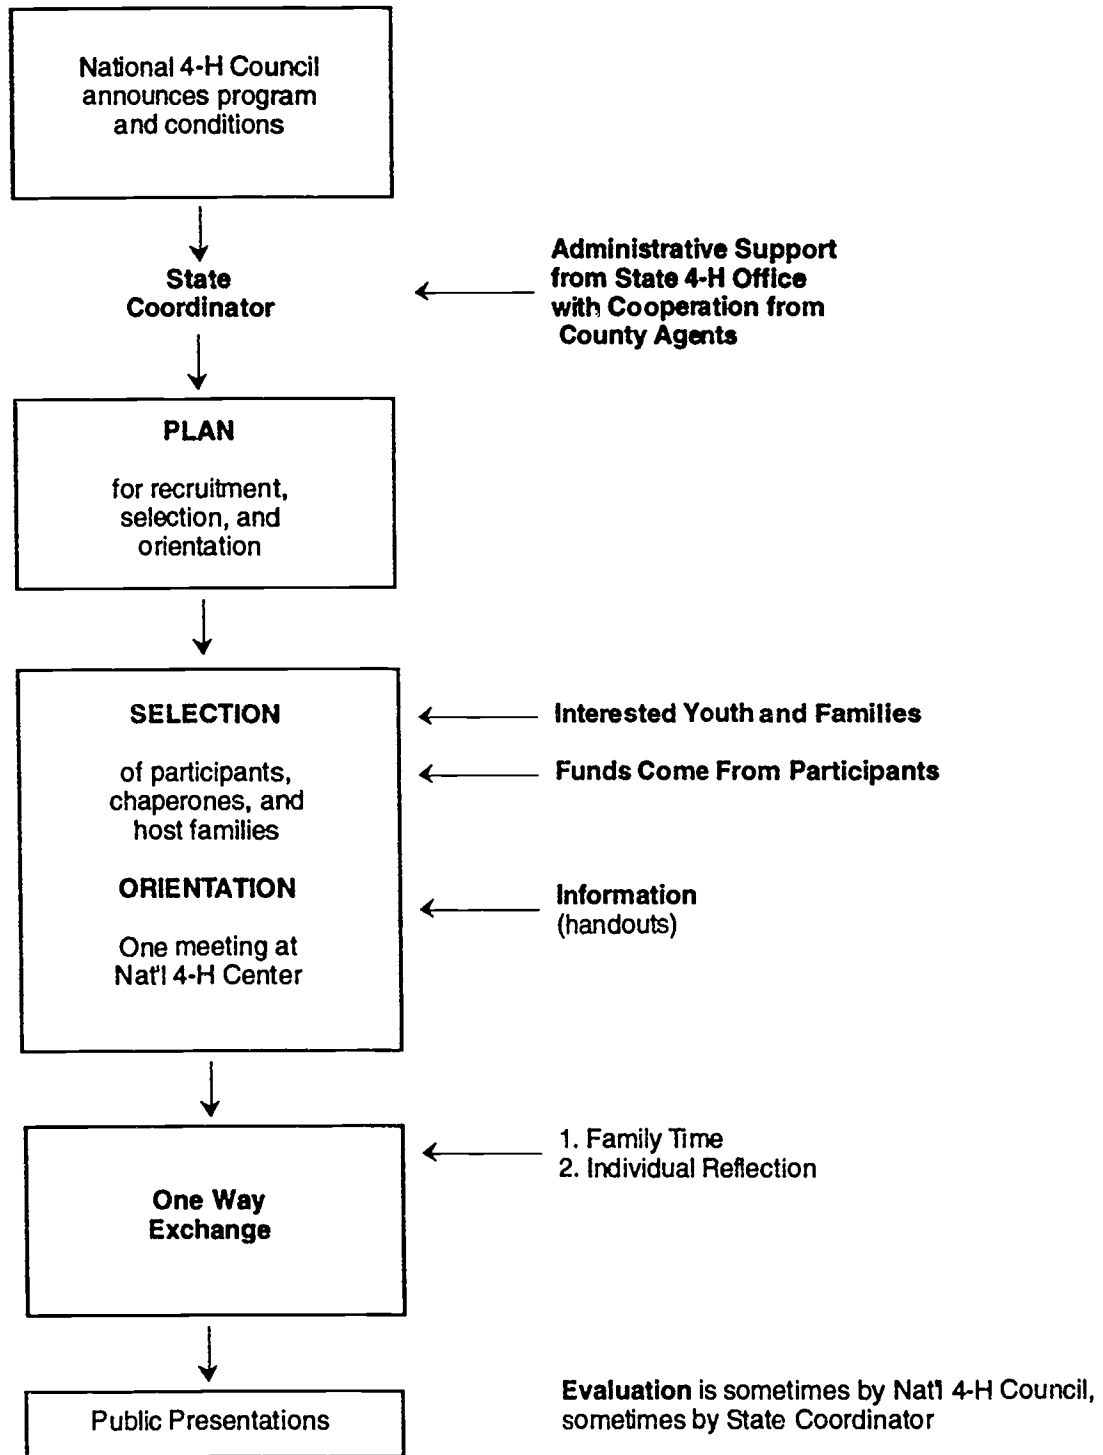 National 4-H Council
announces program
and conditions
State
Coordinator
Administrative Support
from State 4-H Office
with Cooperation from
County Agents
PLAN
for recruitment,
selection, and
orientation
SELECTION
of participants,
chaperones, and
host families
Interested Youth and Families
Funds Come From Participants
ORIENTATION
One meeting at
Nat'l 4-H Center
Information
(handouts)
One Way
Exchange
1. Family Time
2. Individual Reflection
Public Presentations
Evaluation is sometimes by Nat'l 4-H Council,
sometimes by State Coordinator